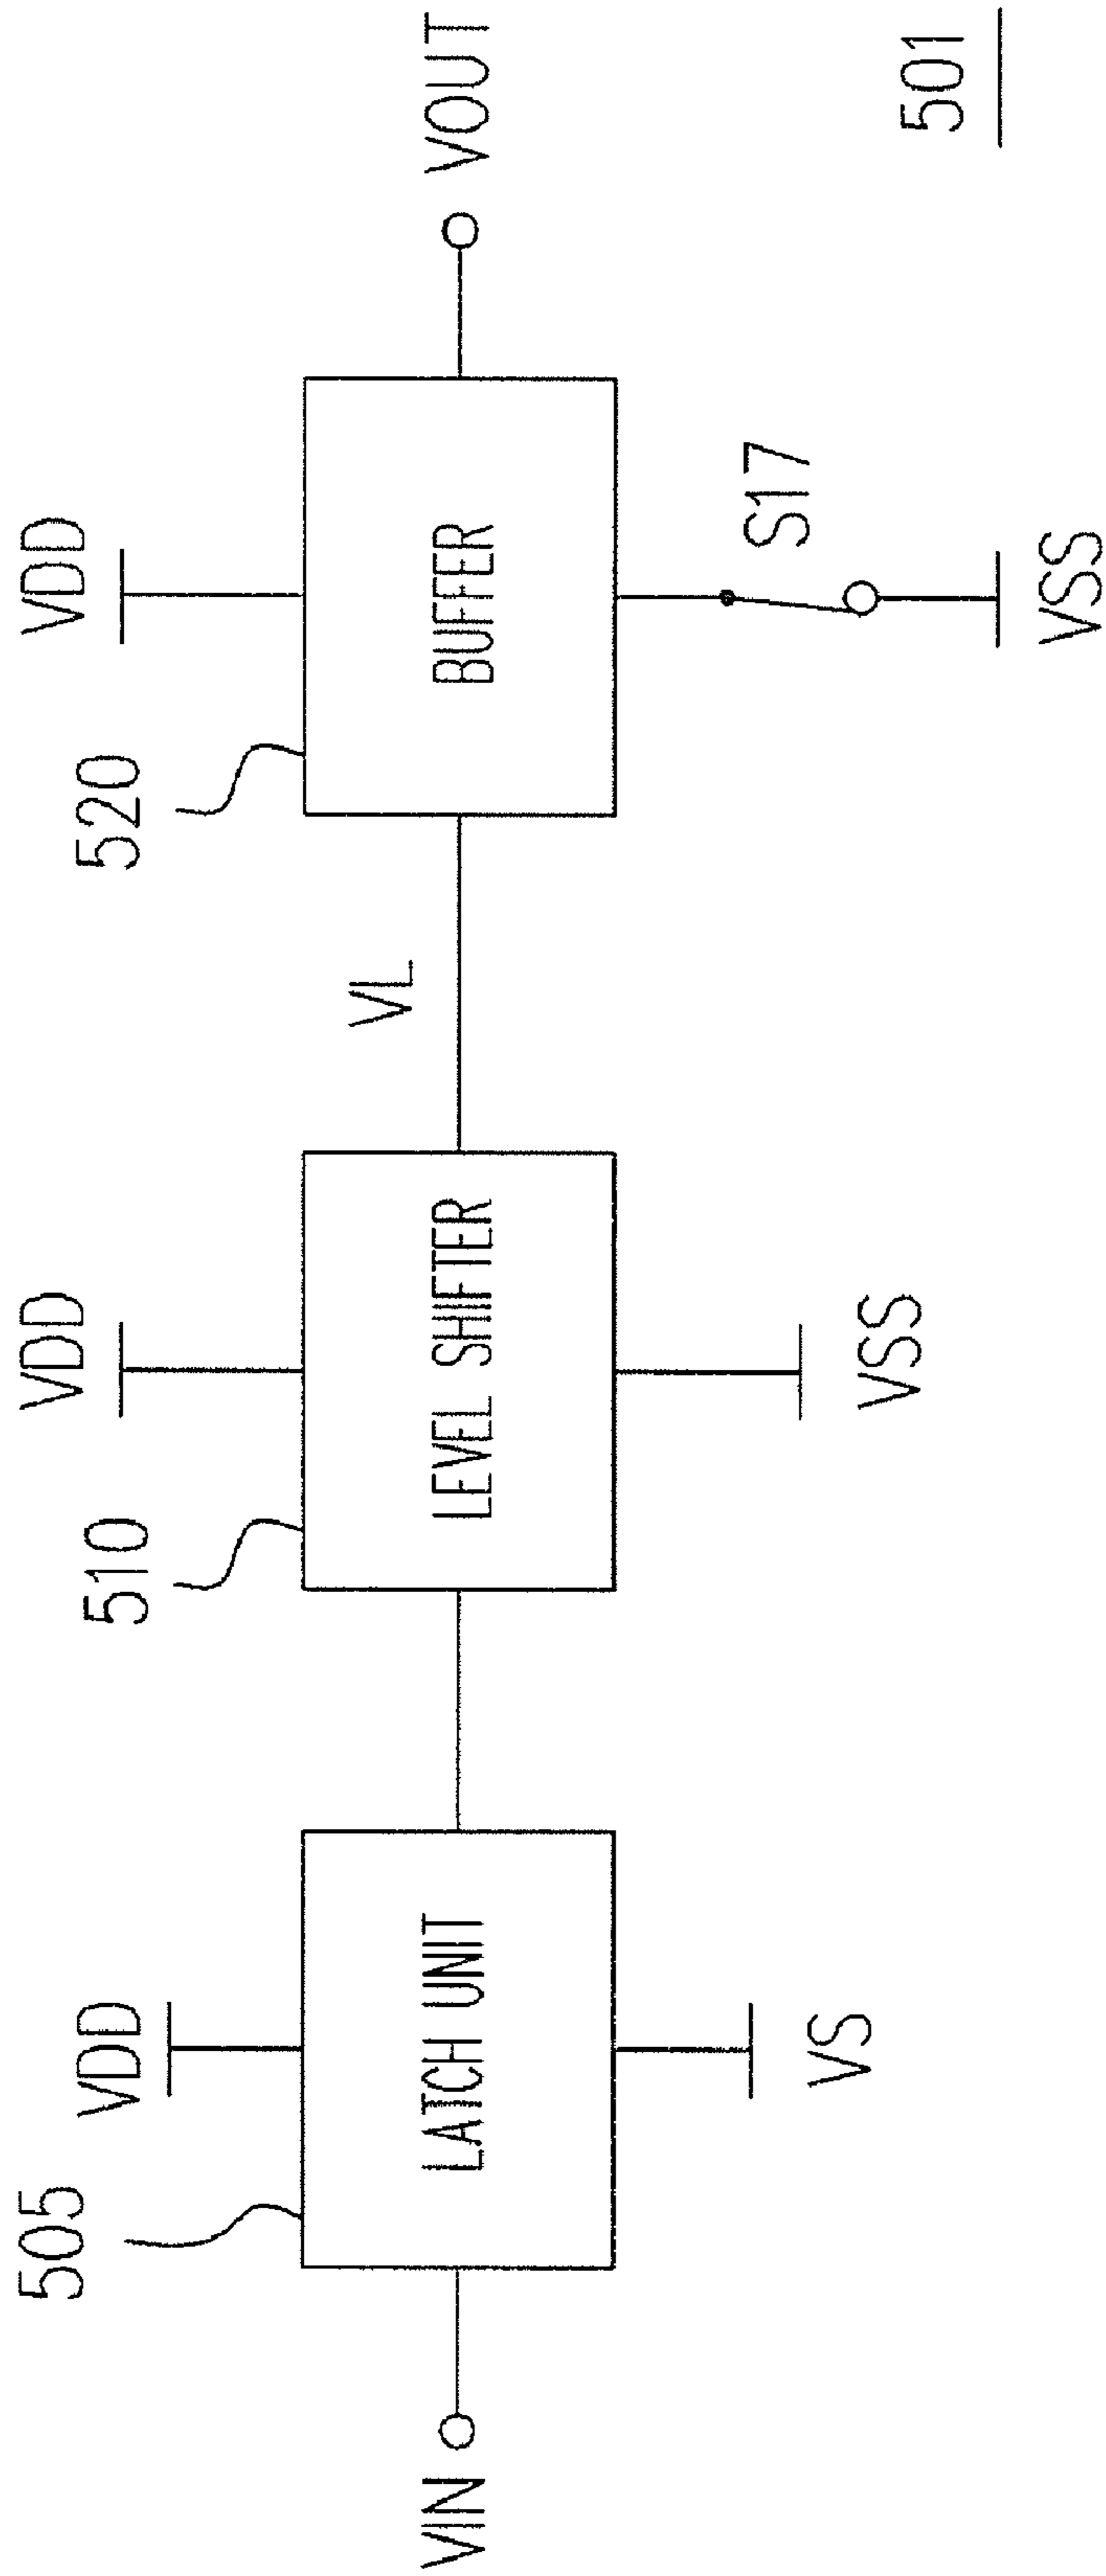 505
VDD
VIN
LATCH UNIT
VS
510
VDD
LEVEL SHIFTER
VSS
VL
520
VDD
BUFFER
VOUT
S17
VSS
501